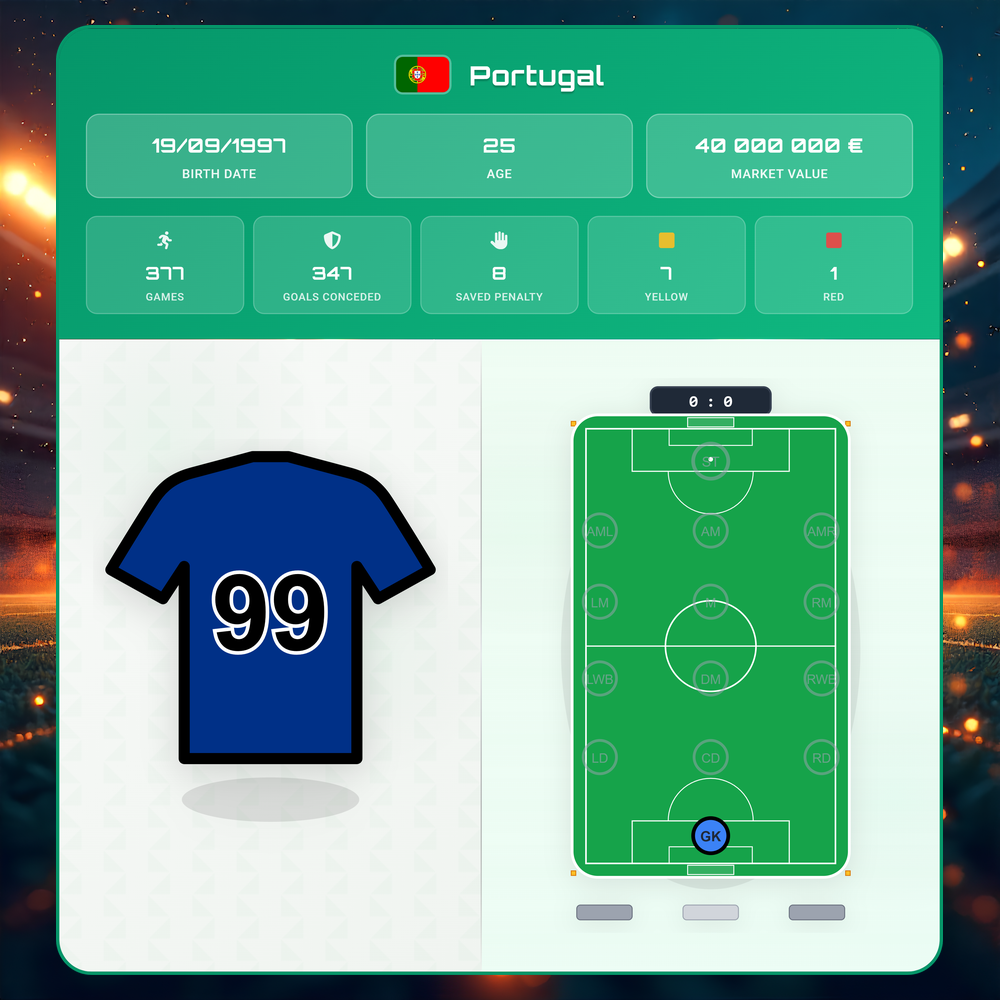 Portugal
19/09/1997
BIRTH DATE
25
AGE
40 000 000 €
MARKET VALUE
377
GAMES
347
GOALS CONCEDED
8
SAVED PENALTY
7
YELLOW
1
RED
99
0 : 0
ST
AML
AM
AMR
LM
M
RM
LWB
DM
RWB
LD
CD
RD
GK